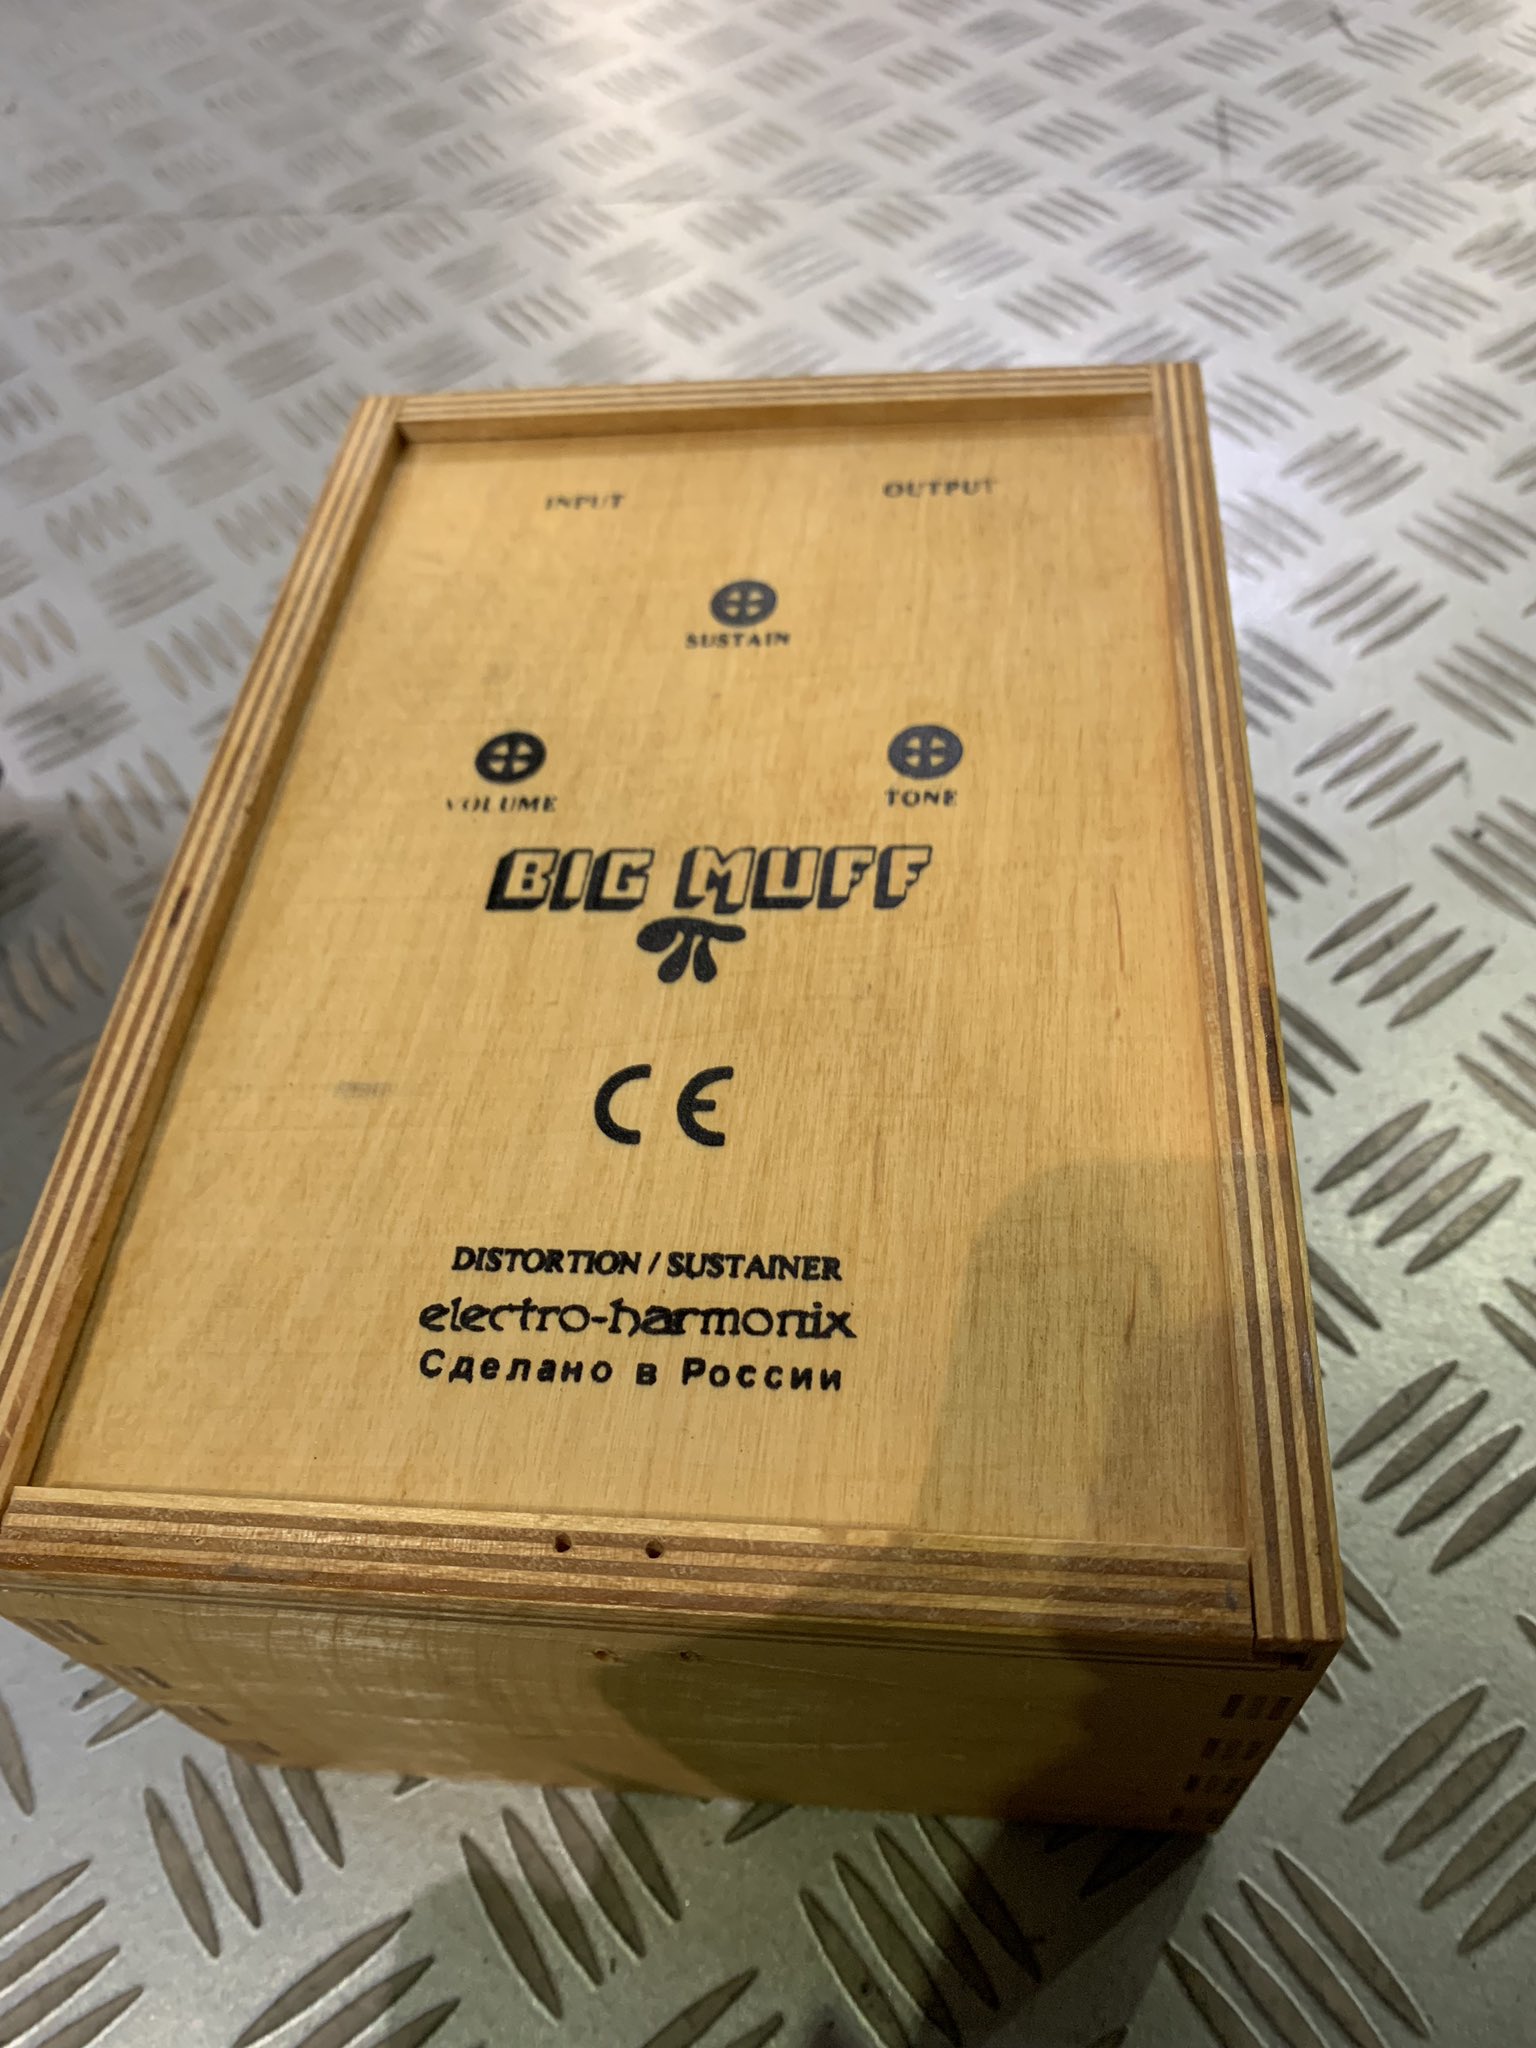 INPUT OUTPUT
SUSTAIN
VOLUME TONE
BIG MUFF
π
CE
DISTORTION / SUSTAINER
electro-harmonix
Сделано в России